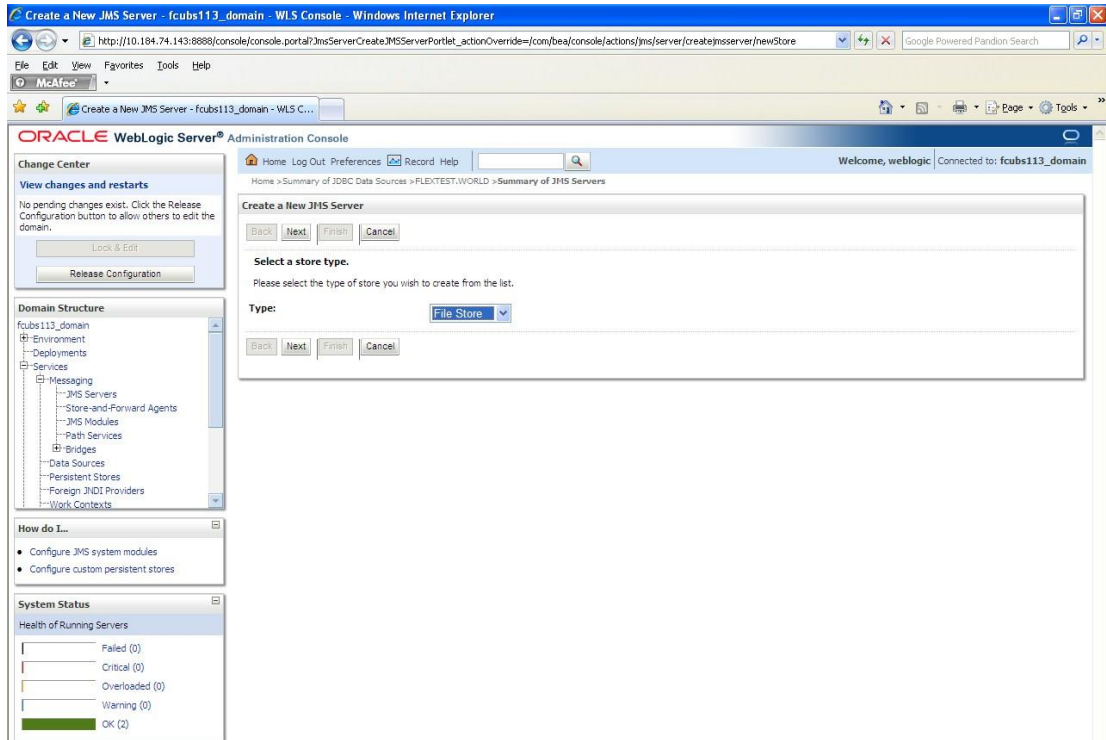 Create a New JMS Server - fcubs113_domain - WLS Console - Windows Internet Explorer
http://10.184.74.143:8888/console/console.portal?JmsServerCreateJMSServerPortlet_actionOverride=/com/bea/console/actions/jms/server/createjmsserver/newStore
Google Powered Pandion Search
File Edit View Favorites Tools Help
McAfee
Create a New JMS Server - fcubs113_domain - WLS C...
Page Tools
ORACLE WebLogic Server® Administration Console
Change Center
View changes and restarts
No pending changes exist. Click the Release
Configuration button to allow others to edit the
domain.
Lock & Edit
Release Configuration
Domain Structure
fcubs113_domain
Environment
Deployments
Services
Messaging
JMS Servers
Store-and-Forward Agents
JMS Modules
Path Services
Bridges
Data Sources
Persistent Stores
Foreign JNDI Providers
Work Contexts
How do I...
Configure JMS system modules
Configure custom persistent stores
System Status
Health of Running Servers
Failed (0)
Critical (0)
Overloaded (0)
Warning (0)
OK (2)
Home Log Out Preferences Record Help
Welcome, weblogic Connected to: fcubs113_domain
Home >Summary of JDBC Data Sources >FLEXTEST.WORLD >Summary of JMS Servers
Create a New JMS Server
Back Next Finish Cancel
Select a store type.
Please select the type of store you wish to create from the list.
Type: File Store
Back Next Finish Cancel